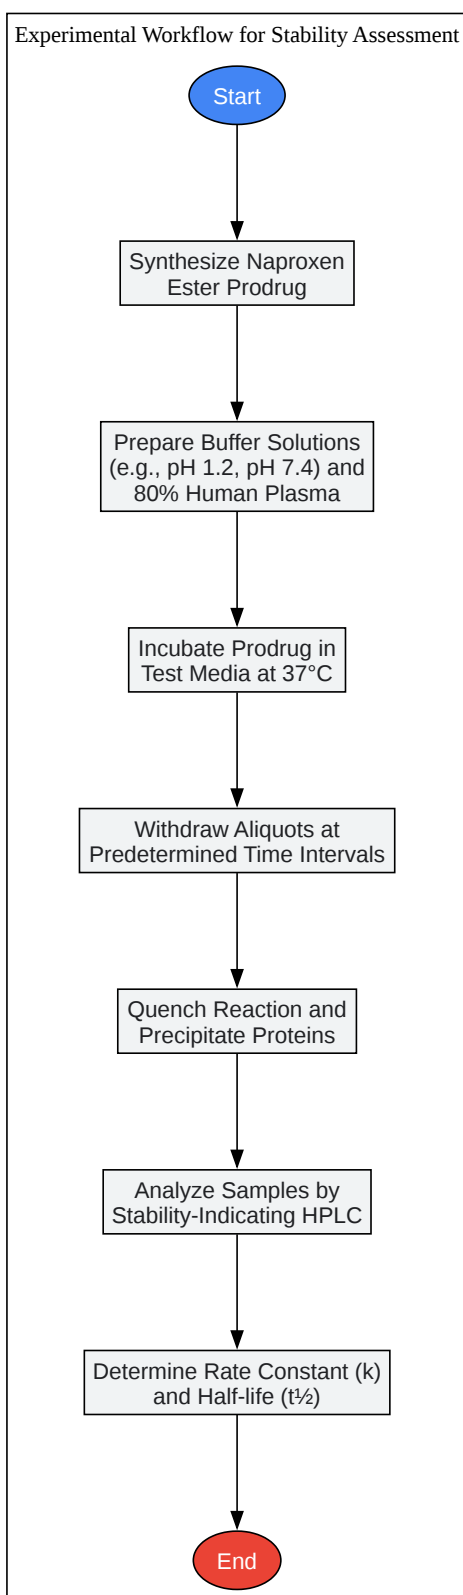 Experimental Workflow for Stability Assessment
Start
Synthesize Naproxen
Ester Prodrug
Prepare Buffer Solutions
(e.g., pH 1.2, pH 7.4) and
80% Human Plasma
Incubate Prodrug in
Test Media at 37°C
Withdraw Aliquots at
Predetermined Time Intervals
Quench Reaction and
Precipitate Proteins
Analyze Samples by
Stability-Indicating HPLC
Determine Rate Constant (k)
and Half-life (t½)
End